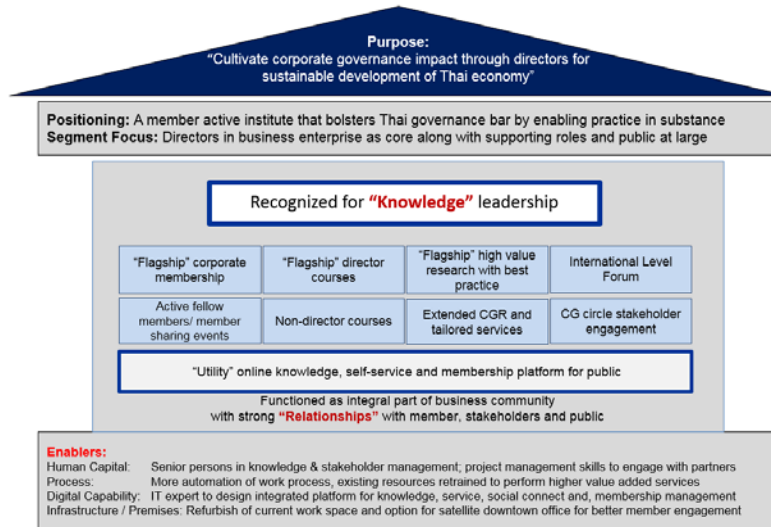 Purpose:
“Cultivate corporate governance impact through directors for
sustainable development of Thai economy”
Positioning: A member active institute that bolsters Thai governance bar by enabling practice in substance
Segment Focus: Directors in business enterprise as core along with supporting roles and public at large
Recognized for “Knowledge” leadership
“Flagship” corporate
membership
“Flagship” director
courses
“Flagship” high value
research with best
practice
International Level
Forum
Active fellow
members/ member
sharing events
Non-director courses
Extended CGR and
tailored services
CG circle stakeholder
engagement
“Utility” online knowledge, self-service and membership platform for public
Functioned as integral part of business community
with strong “Relationships” with member, stakeholders and public
Enablers:
Human Capital: Senior persons in knowledge & stakeholder management; project management skills to engage with partners
Process: More automation of work process, existing resources retrained to perform higher value added services
Digital Capability: IT expert to design integrated platform for knowledge, service, social connect and, membership management
Infrastructure / Premises: Refurbish of current work space and option for satellite downtown office for better member engagement